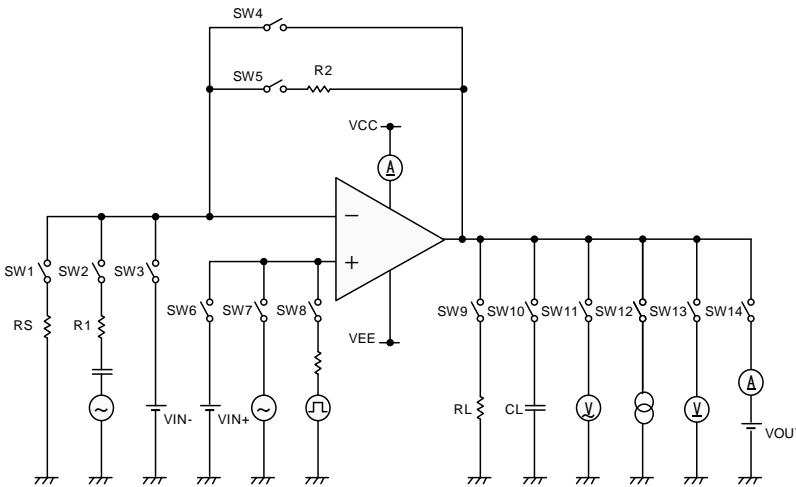 SW4
SW5
R2
VCC
A
−
+
SW1
SW2
SW3
SW6
SW7
SW8
VEE
SW9
SW10
SW11
SW12
SW13
SW14
RS
R1
VIN-
VIN+
RL
CL
V
V
A
VOUT